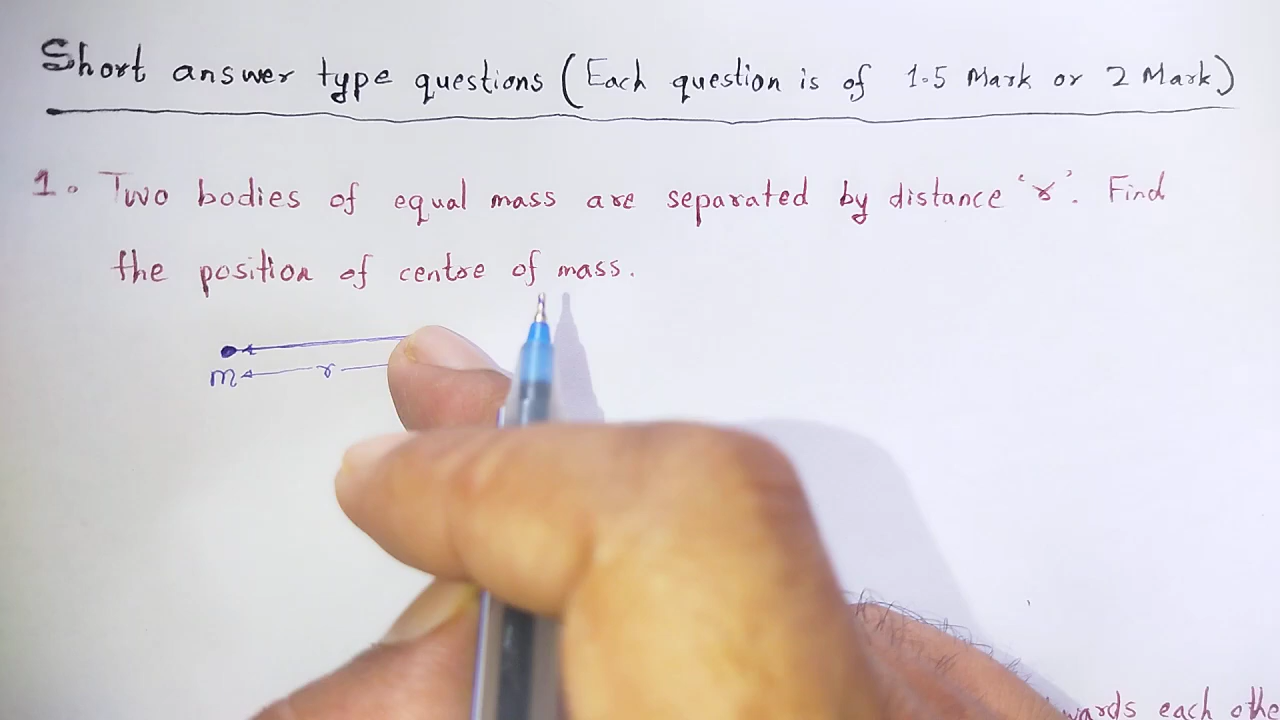 Short answer type questions (Each question is of 1.5 Mark or 2 Mark)
1. Two bodies of equal mass are separated by distance 'r'. Find
the position of centre of mass.
m r
wards each othe